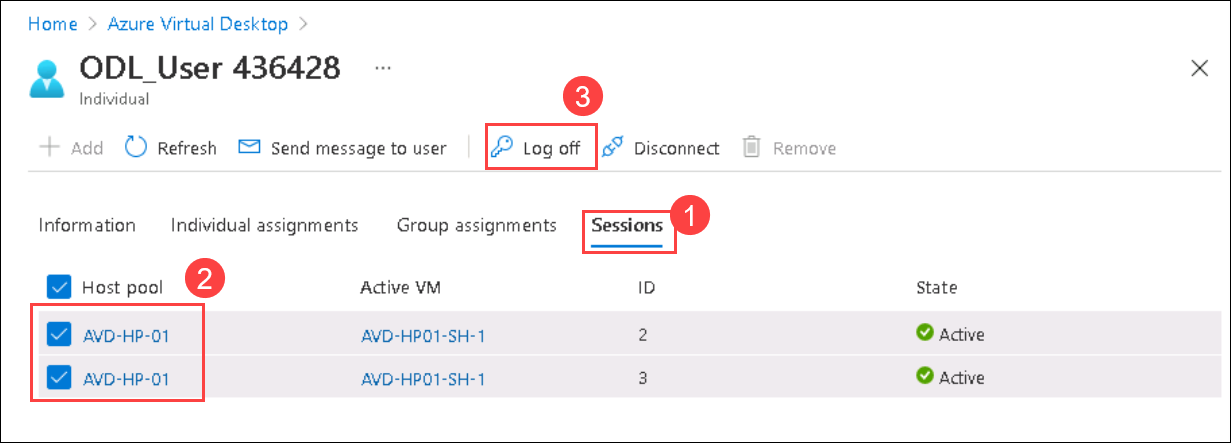 Home > Azure Virtual Desktop >
ODL_User 436428 ...
Individual
3
Add Refresh Send message to user Log off Disconnect Remove
Information Individual assignments Group assignments Sessions 1
2
Host pool Active VM ID State
AVD-HP-01 AVD-HP01-SH-1 2 Active
AVD-HP-01 AVD-HP01-SH-1 3 Active